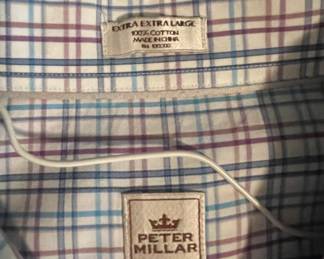 EXTRA EXTRA LARGE
100% COTTON
MADE IN CHINA
PETER
MILLAR